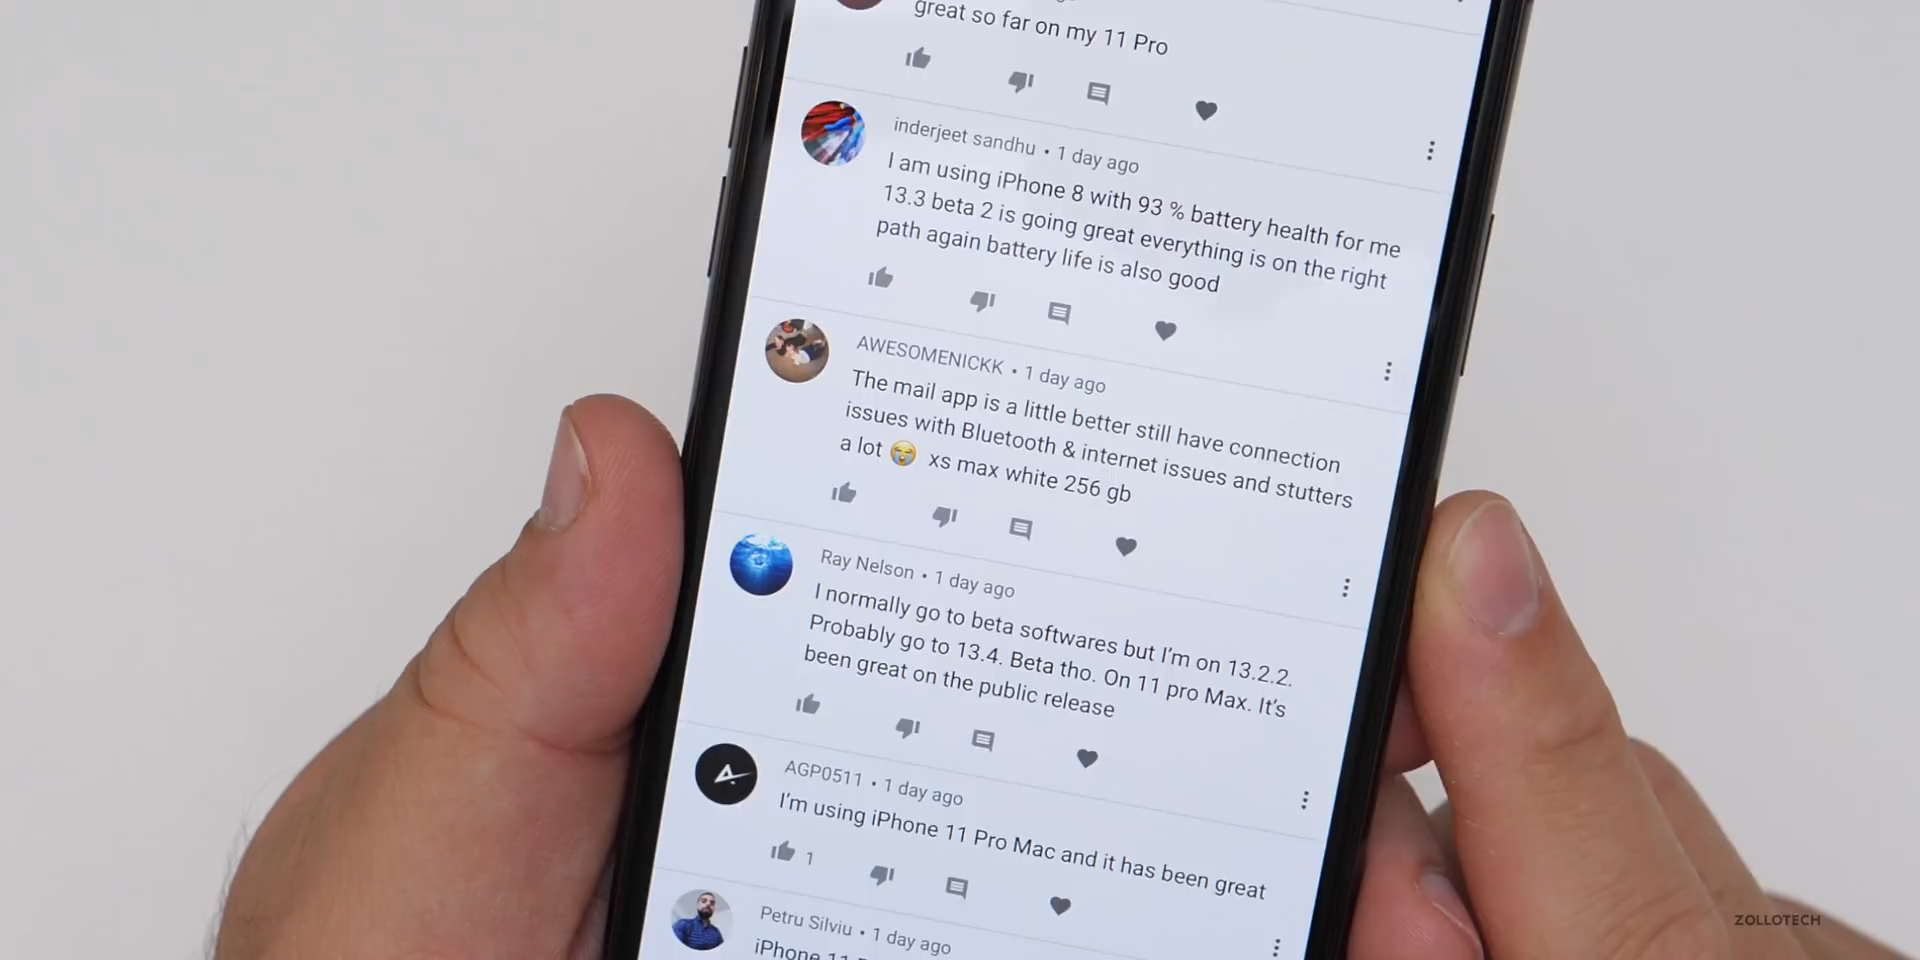 great so far on my 11 Pro
inderjeet sandhu • 1 day ago
I am using iPhone 8 with 93 % battery health for me
13.3 beta 2 is going great everything is on the right
path again battery life is also good
AWESOMENICKK • 1 day ago
The mail app is a little better still have connection
issues with Bluetooth & internet issues and stutters
a lot 😭 xs max white 256 gb
Ray Nelson • 1 day ago
I normally go to beta softwares but I'm on 13.2.2.
Probably go to 13.4. Beta tho. On 11 pro Max. It's
been great on the public release
AGP0511 • 1 day ago
I'm using iPhone 11 Pro Mac and it has been great
1
Petru Silviu • 1 day ago
iPhone 11
ZOLLOTECH